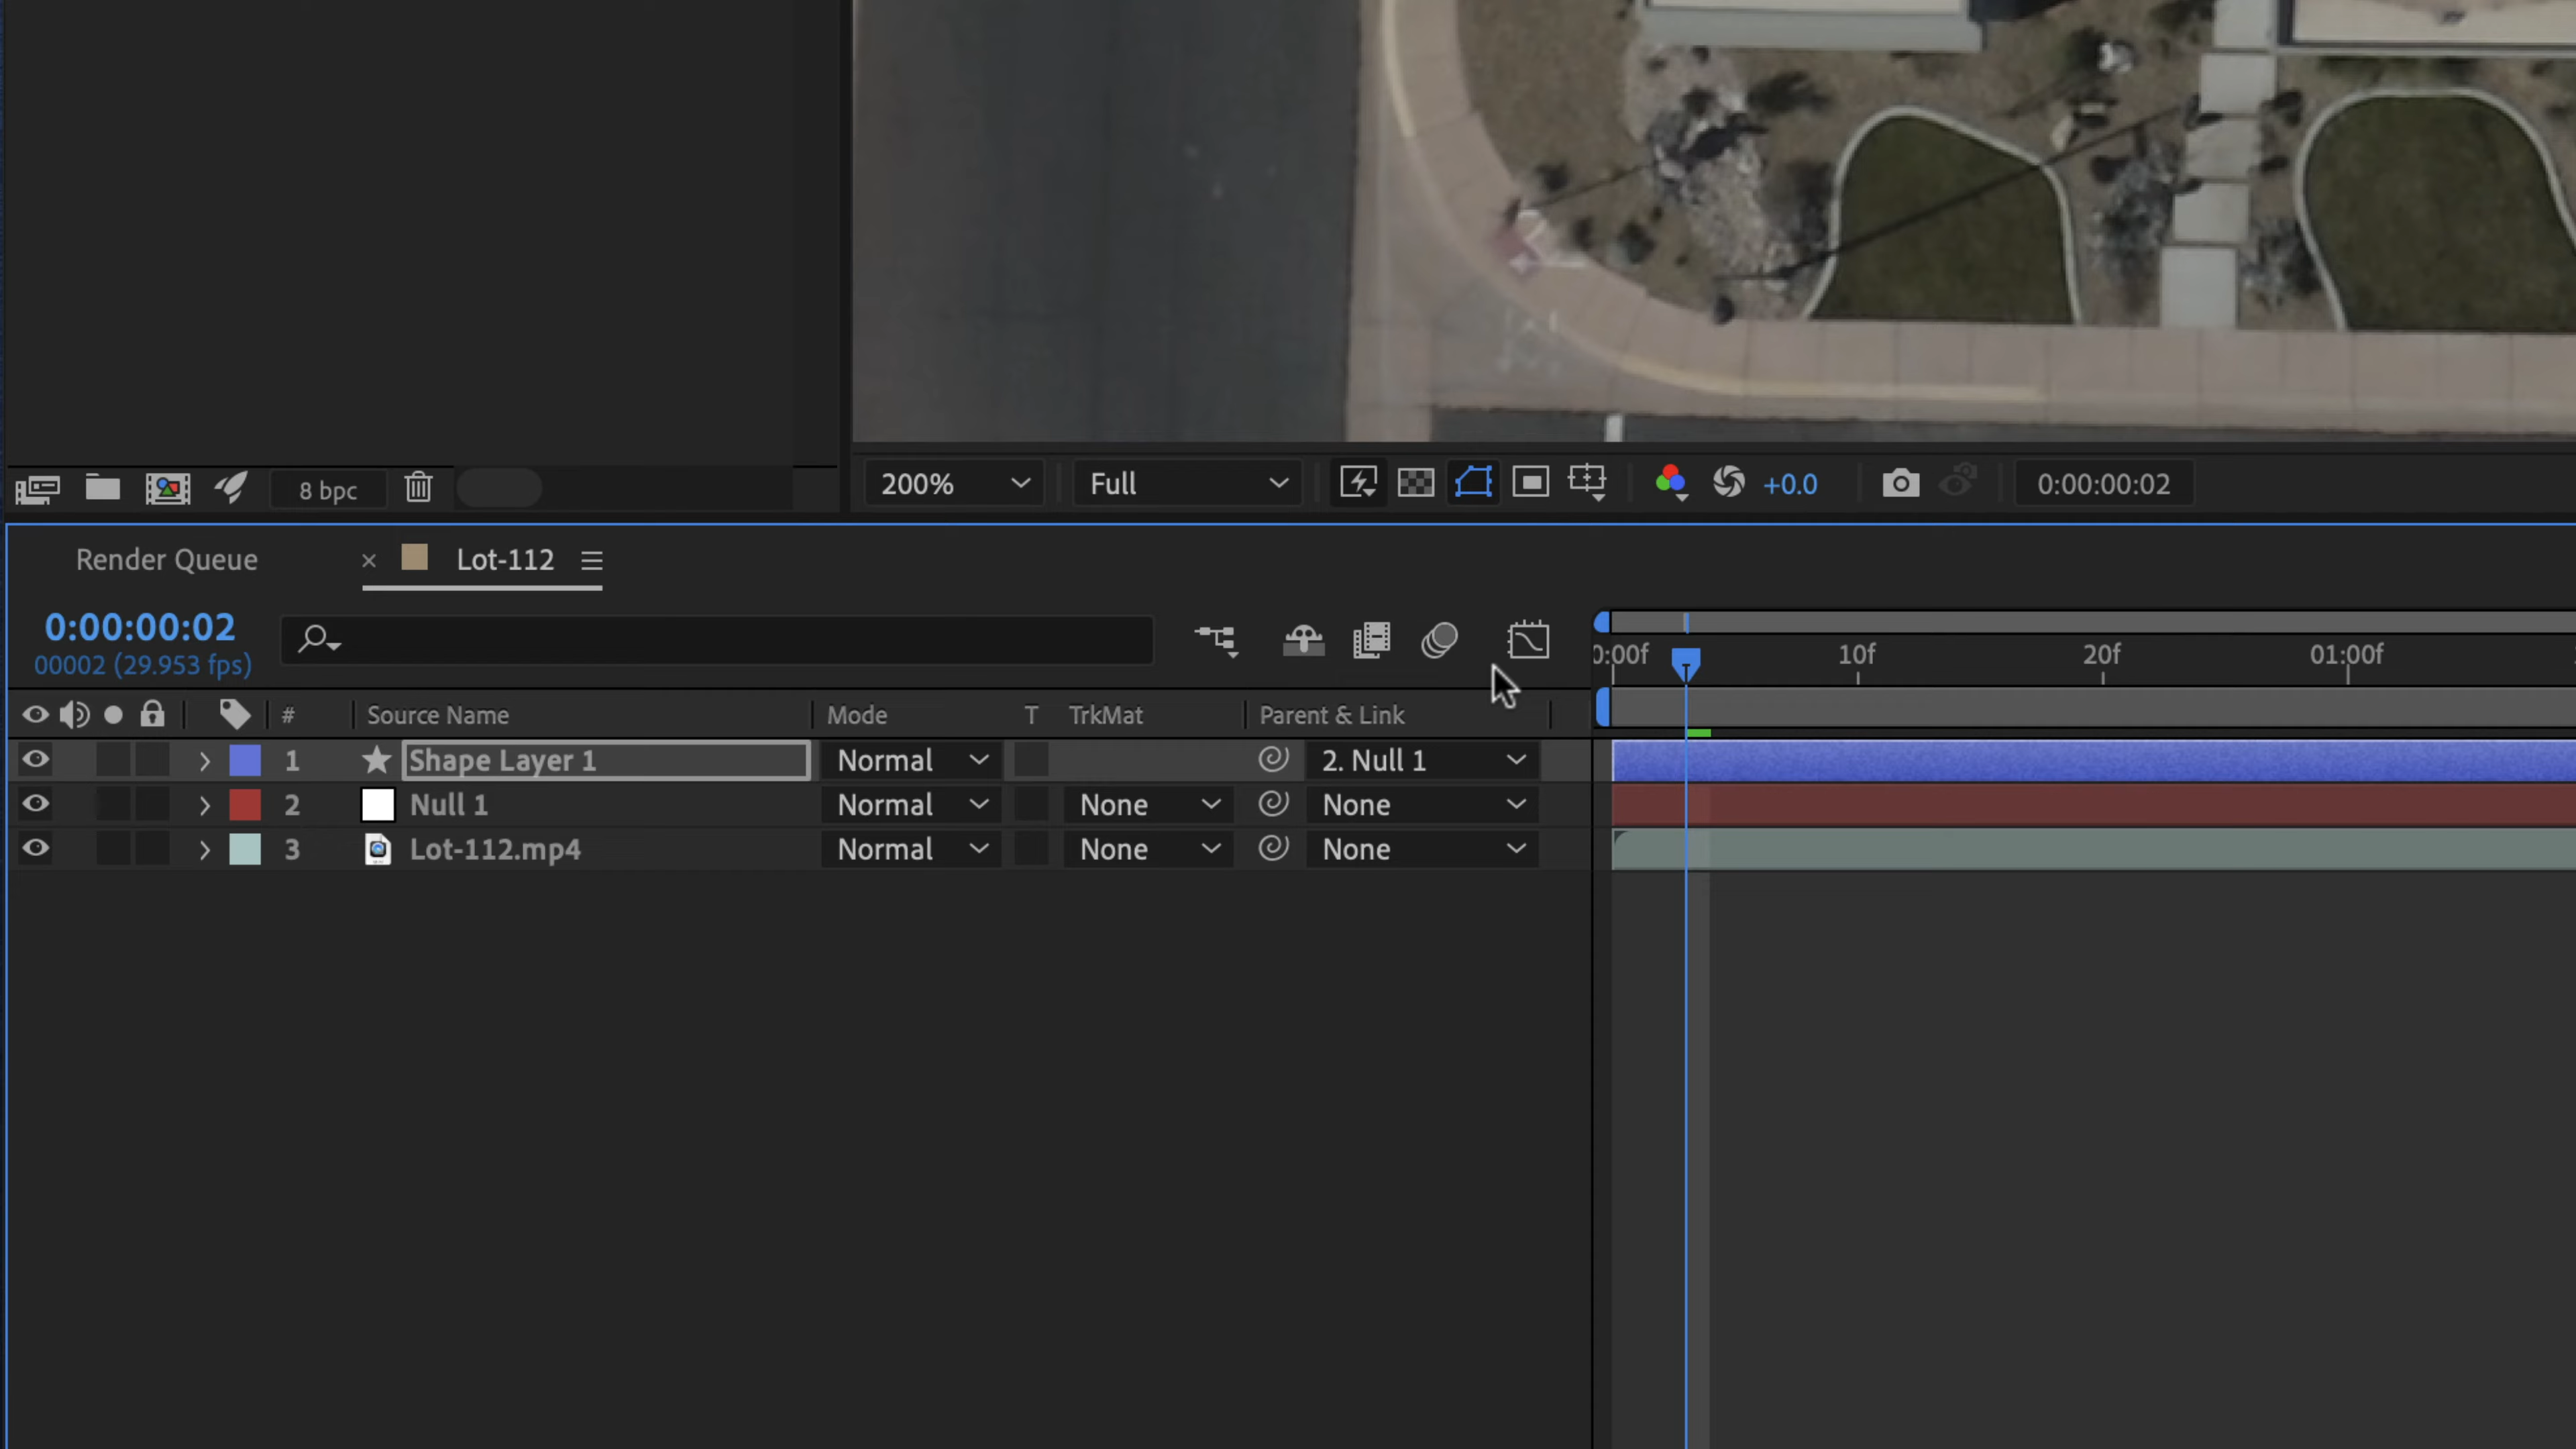 8 bpc
200% Full +0.0 0:00:00:02
Render Queue × Lot-112
0:00:00:02
00002 (29.953 fps)
0:00f 10f 20f 01:00f
# Source Name Mode T TrkMat Parent & Link
1 Shape Layer 1 Normal 2. Null 1
2 Null 1 Normal None None
3 Lot-112.mp4 Normal None None